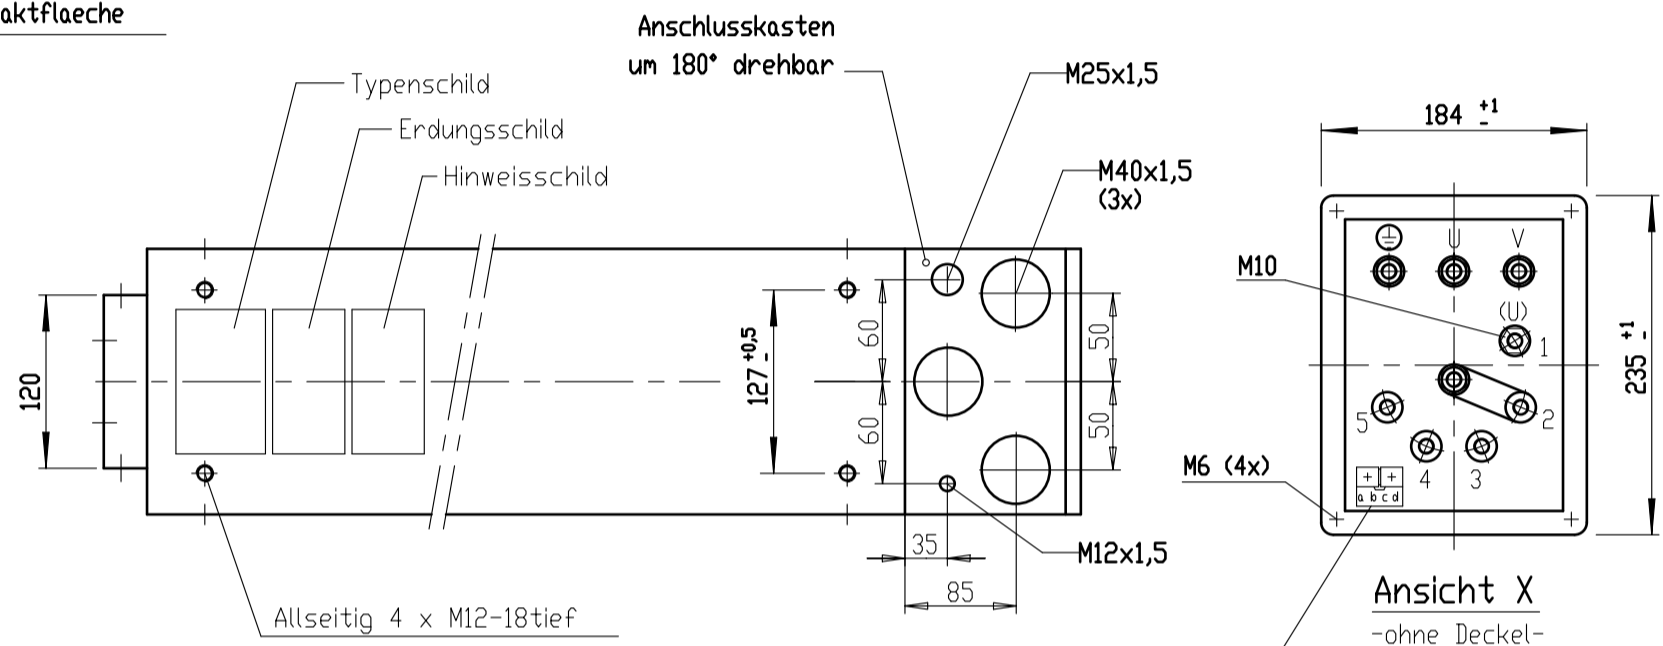 aktflaeche
Anschlusskasten
um 180° drehbar
Typenschild
Erdungsschild
Hinweisschild
M25x1,5
M40x1,5
(3x)
120
127 +0,5
-
60
60
50
50
35
85
M12x1,5
Allseitig 4 x M12-18tief
184 +1
-
235 +1
-
U
V
M10
(U)
1
2
3
4
5
M6 (4x)
+ +
a b c d
Ansicht X
-ohne Deckel-